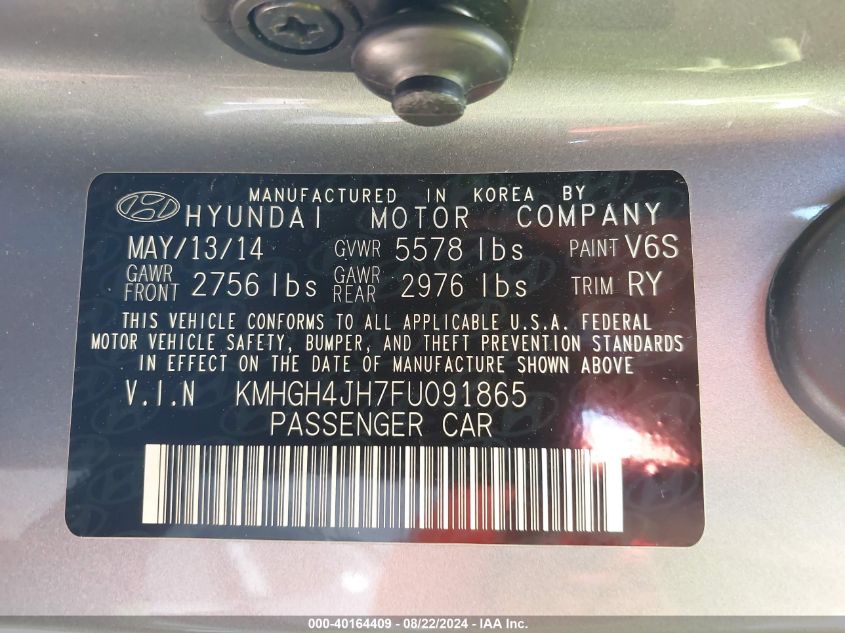 MANUFACTURED IN KOREA BY
HYUNDAI MOTOR COMPANY
MAY/13/14 GVWR 5578 lbs PAINT V6S
GAWR FRONT 2756 lbs GAWR REAR 2976 lbs TRIM RY
THIS VEHICLE CONFORMS TO ALL APPLICABLE U.S.A. FEDERAL
MOTOR VEHICLE SAFETY, BUMPER, AND THEFT PREVENTION STANDARDS
IN EFFECT ON THE DATE OF MANUFACTURE SHOWN ABOVE
V.I.N KMHGH4JH7FU091865
PASSENGER CAR
000-40164409 - 08/22/2024 - IAA Inc.